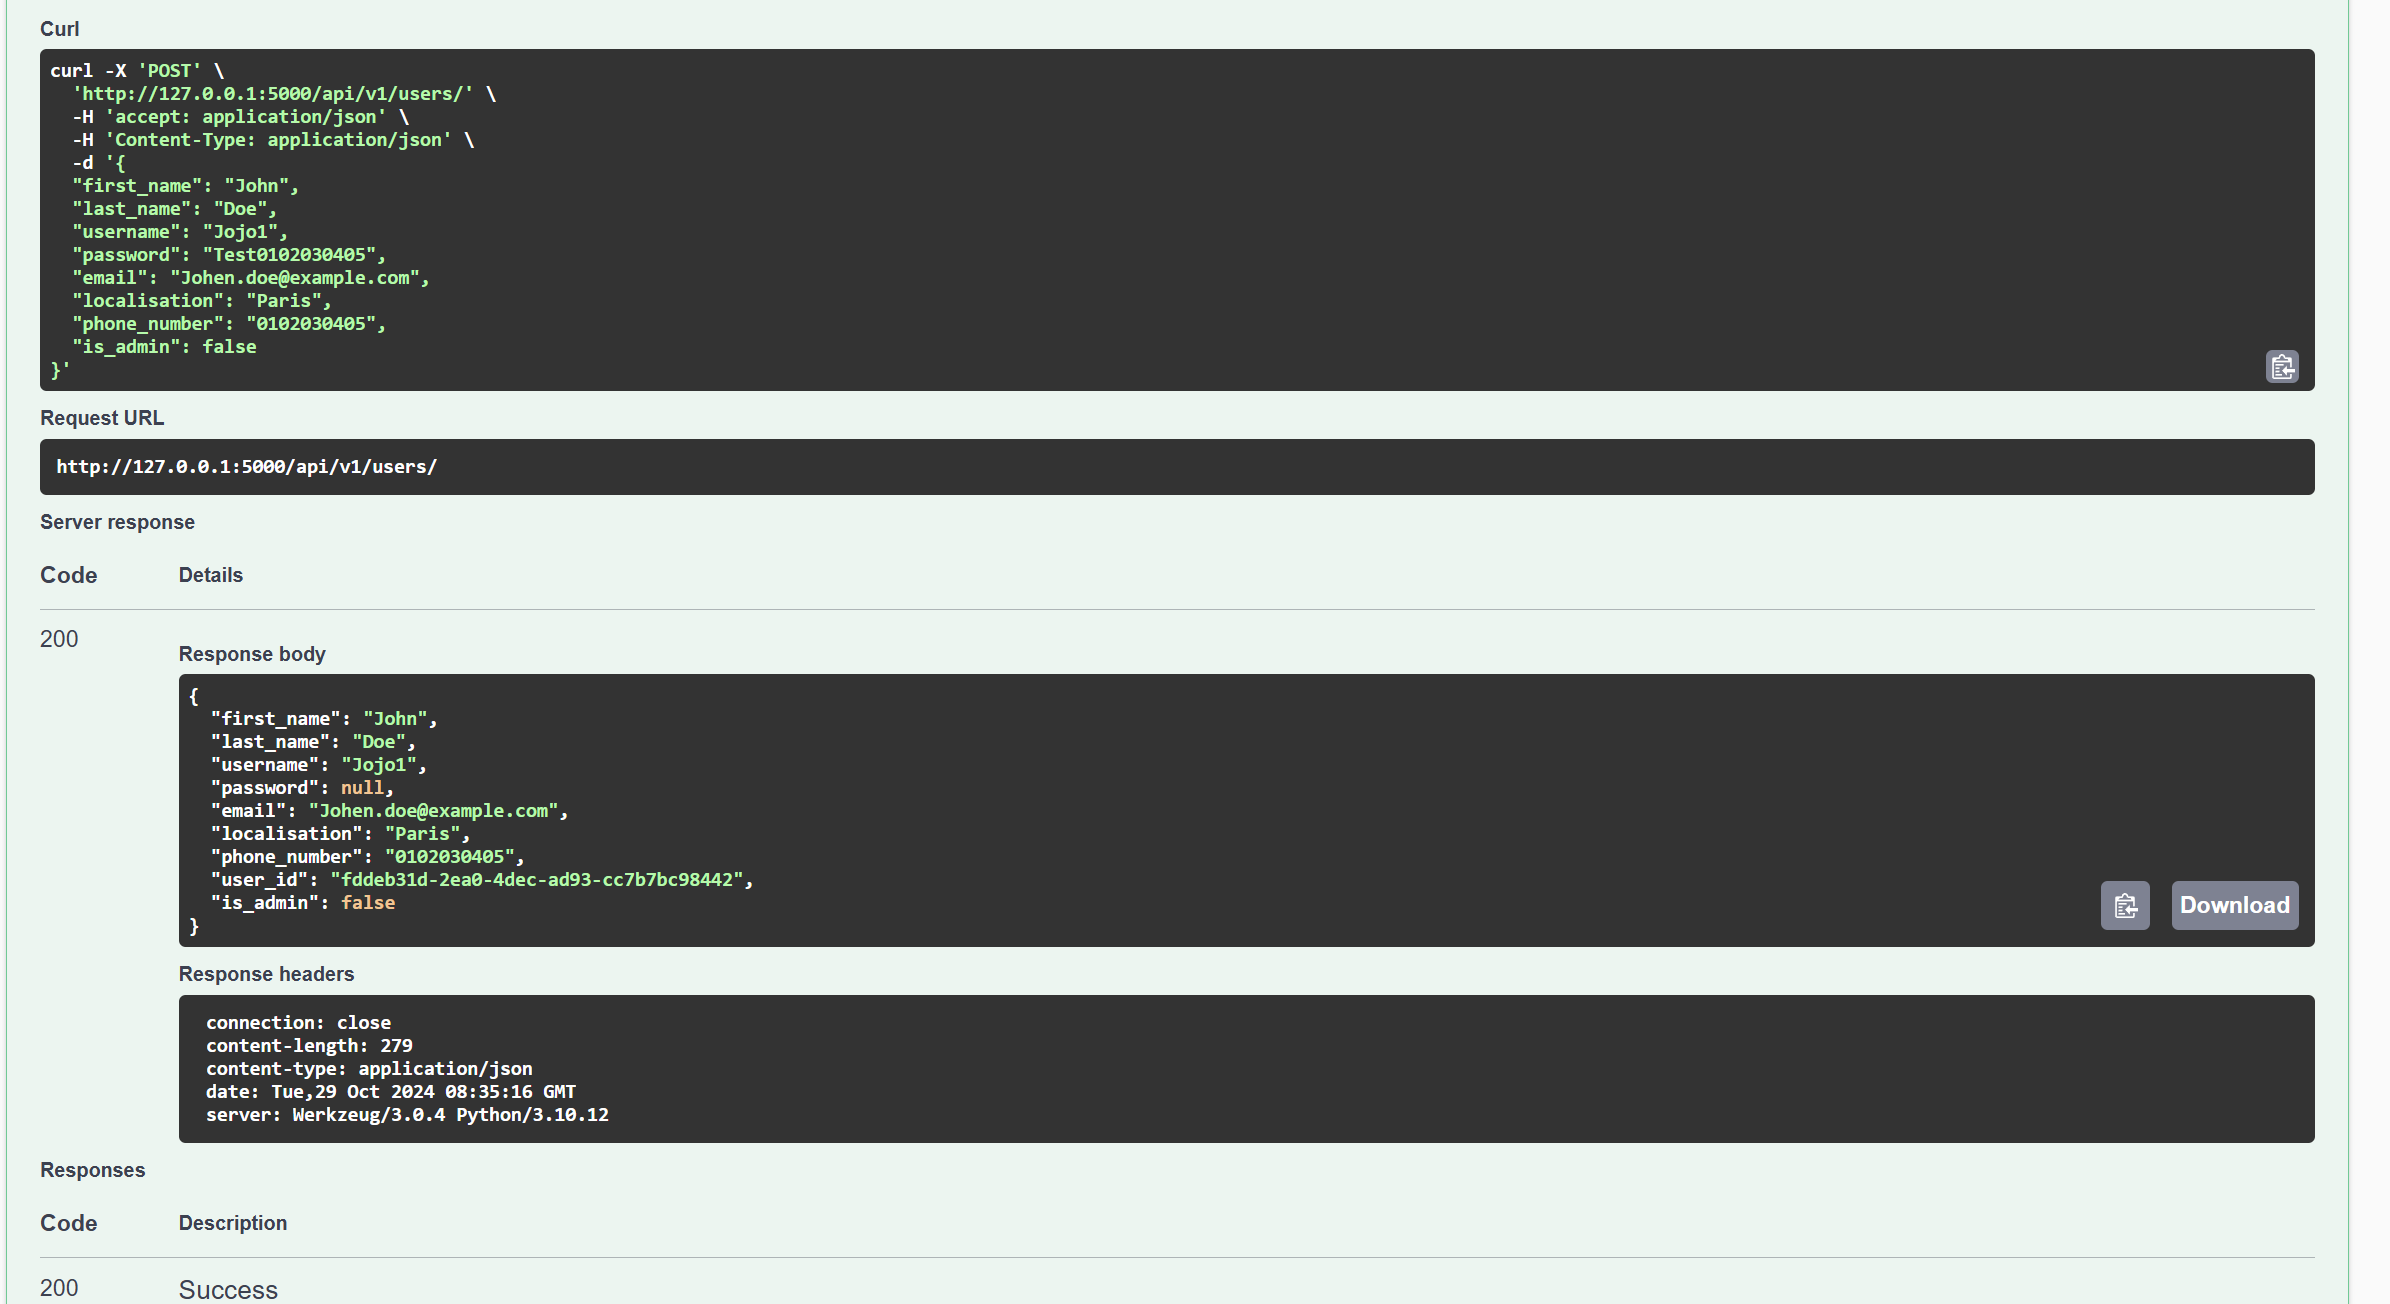 Curl
curl -X 'POST' \
  'http://127.0.0.1:5000/api/v1/users/' \
  -H 'accept: application/json' \
  -H 'Content-Type: application/json' \
  -d '{
  "first_name": "John",
  "last_name": "Doe",
  "username": "Jojo1",
  "password": "Test0102030405",
  "email": "Johen.doe@example.com",
  "localisation": "Paris",
  "phone_number": "0102030405",
  "is_admin": false
}'
Request URL
http://127.0.0.1:5000/api/v1/users/
Server response
Code Details
200
Response body
{
  "first_name": "John",
  "last_name": "Doe",
  "username": "Jojo1",
  "password": null,
  "email": "Johen.doe@example.com",
  "localisation": "Paris",
  "phone_number": "0102030405",
  "user_id": "fddeb31d-2ea0-4dec-ad93-cc7b7bc98442",
  "is_admin": false
}
Download
Response headers
connection: close
content-length: 279
content-type: application/json
date: Tue,29 Oct 2024 08:35:16 GMT
server: Werkzeug/3.0.4 Python/3.10.12
Responses
Code Description
200 Success